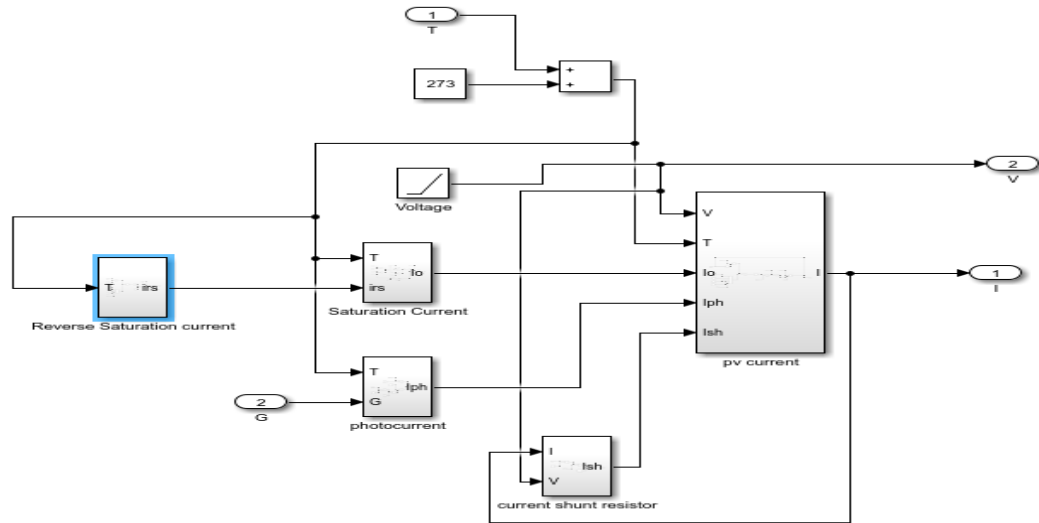 1
T
+
+
273
Voltage
2
V
V
T
Io
Iph
Ish
I
pv current
1
I
T
irs
Reverse Saturation current
T
irs
Io
Saturation Current
T
G
Iph
photocurrent
2
G
I
V
Ish
current shunt resistor